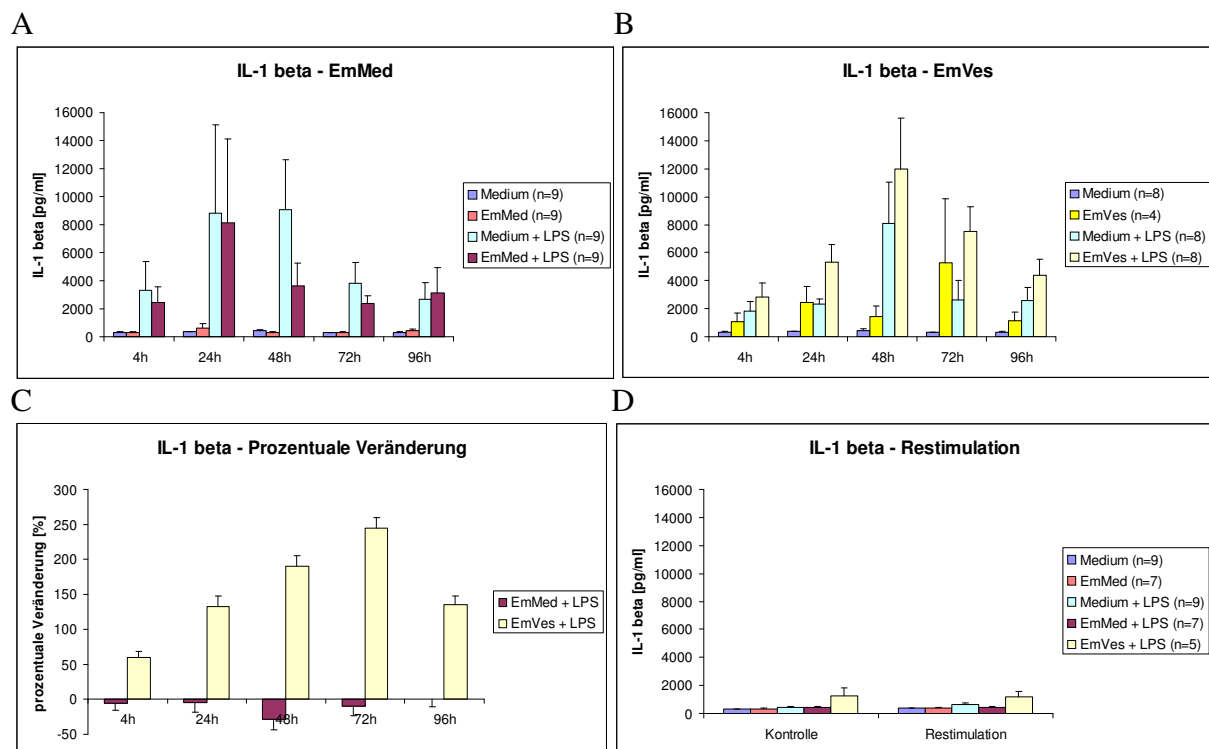 A
IL-1 beta - EmMed
16000
14000
12000
10000
8000
6000
4000
2000
0
IL-1 beta [pg/ml]
4h 24h 48h 72h 96h
Medium (n=9)
EmMed (n=9)
Medium + LPS (n=9)
EmMed + LPS (n=9)
B
IL-1 beta - EmVes
16000
14000
12000
10000
8000
6000
4000
2000
0
IL-1 beta [pg/ml]
4h 24h 48h 72h 96h
Medium (n=8)
EmVes (n=4)
Medium + LPS (n=8)
EmVes + LPS (n=8)
C
IL-1 beta - Prozentuale Veränderung
300
250
200
150
100
50
0
-50
prozentuale Veränderung [%]
4h 24h 48h 72h 96h
EmMed + LPS
EmVes + LPS
D
IL-1 beta - Restimulation
16000
14000
12000
10000
8000
6000
4000
2000
0
IL-1 beta [pg/ml]
Kontrolle Restimulation
Medium (n=9)
EmMed (n=7)
Medium + LPS (n=9)
EmMed + LPS (n=7)
EmVes + LPS (n=5)